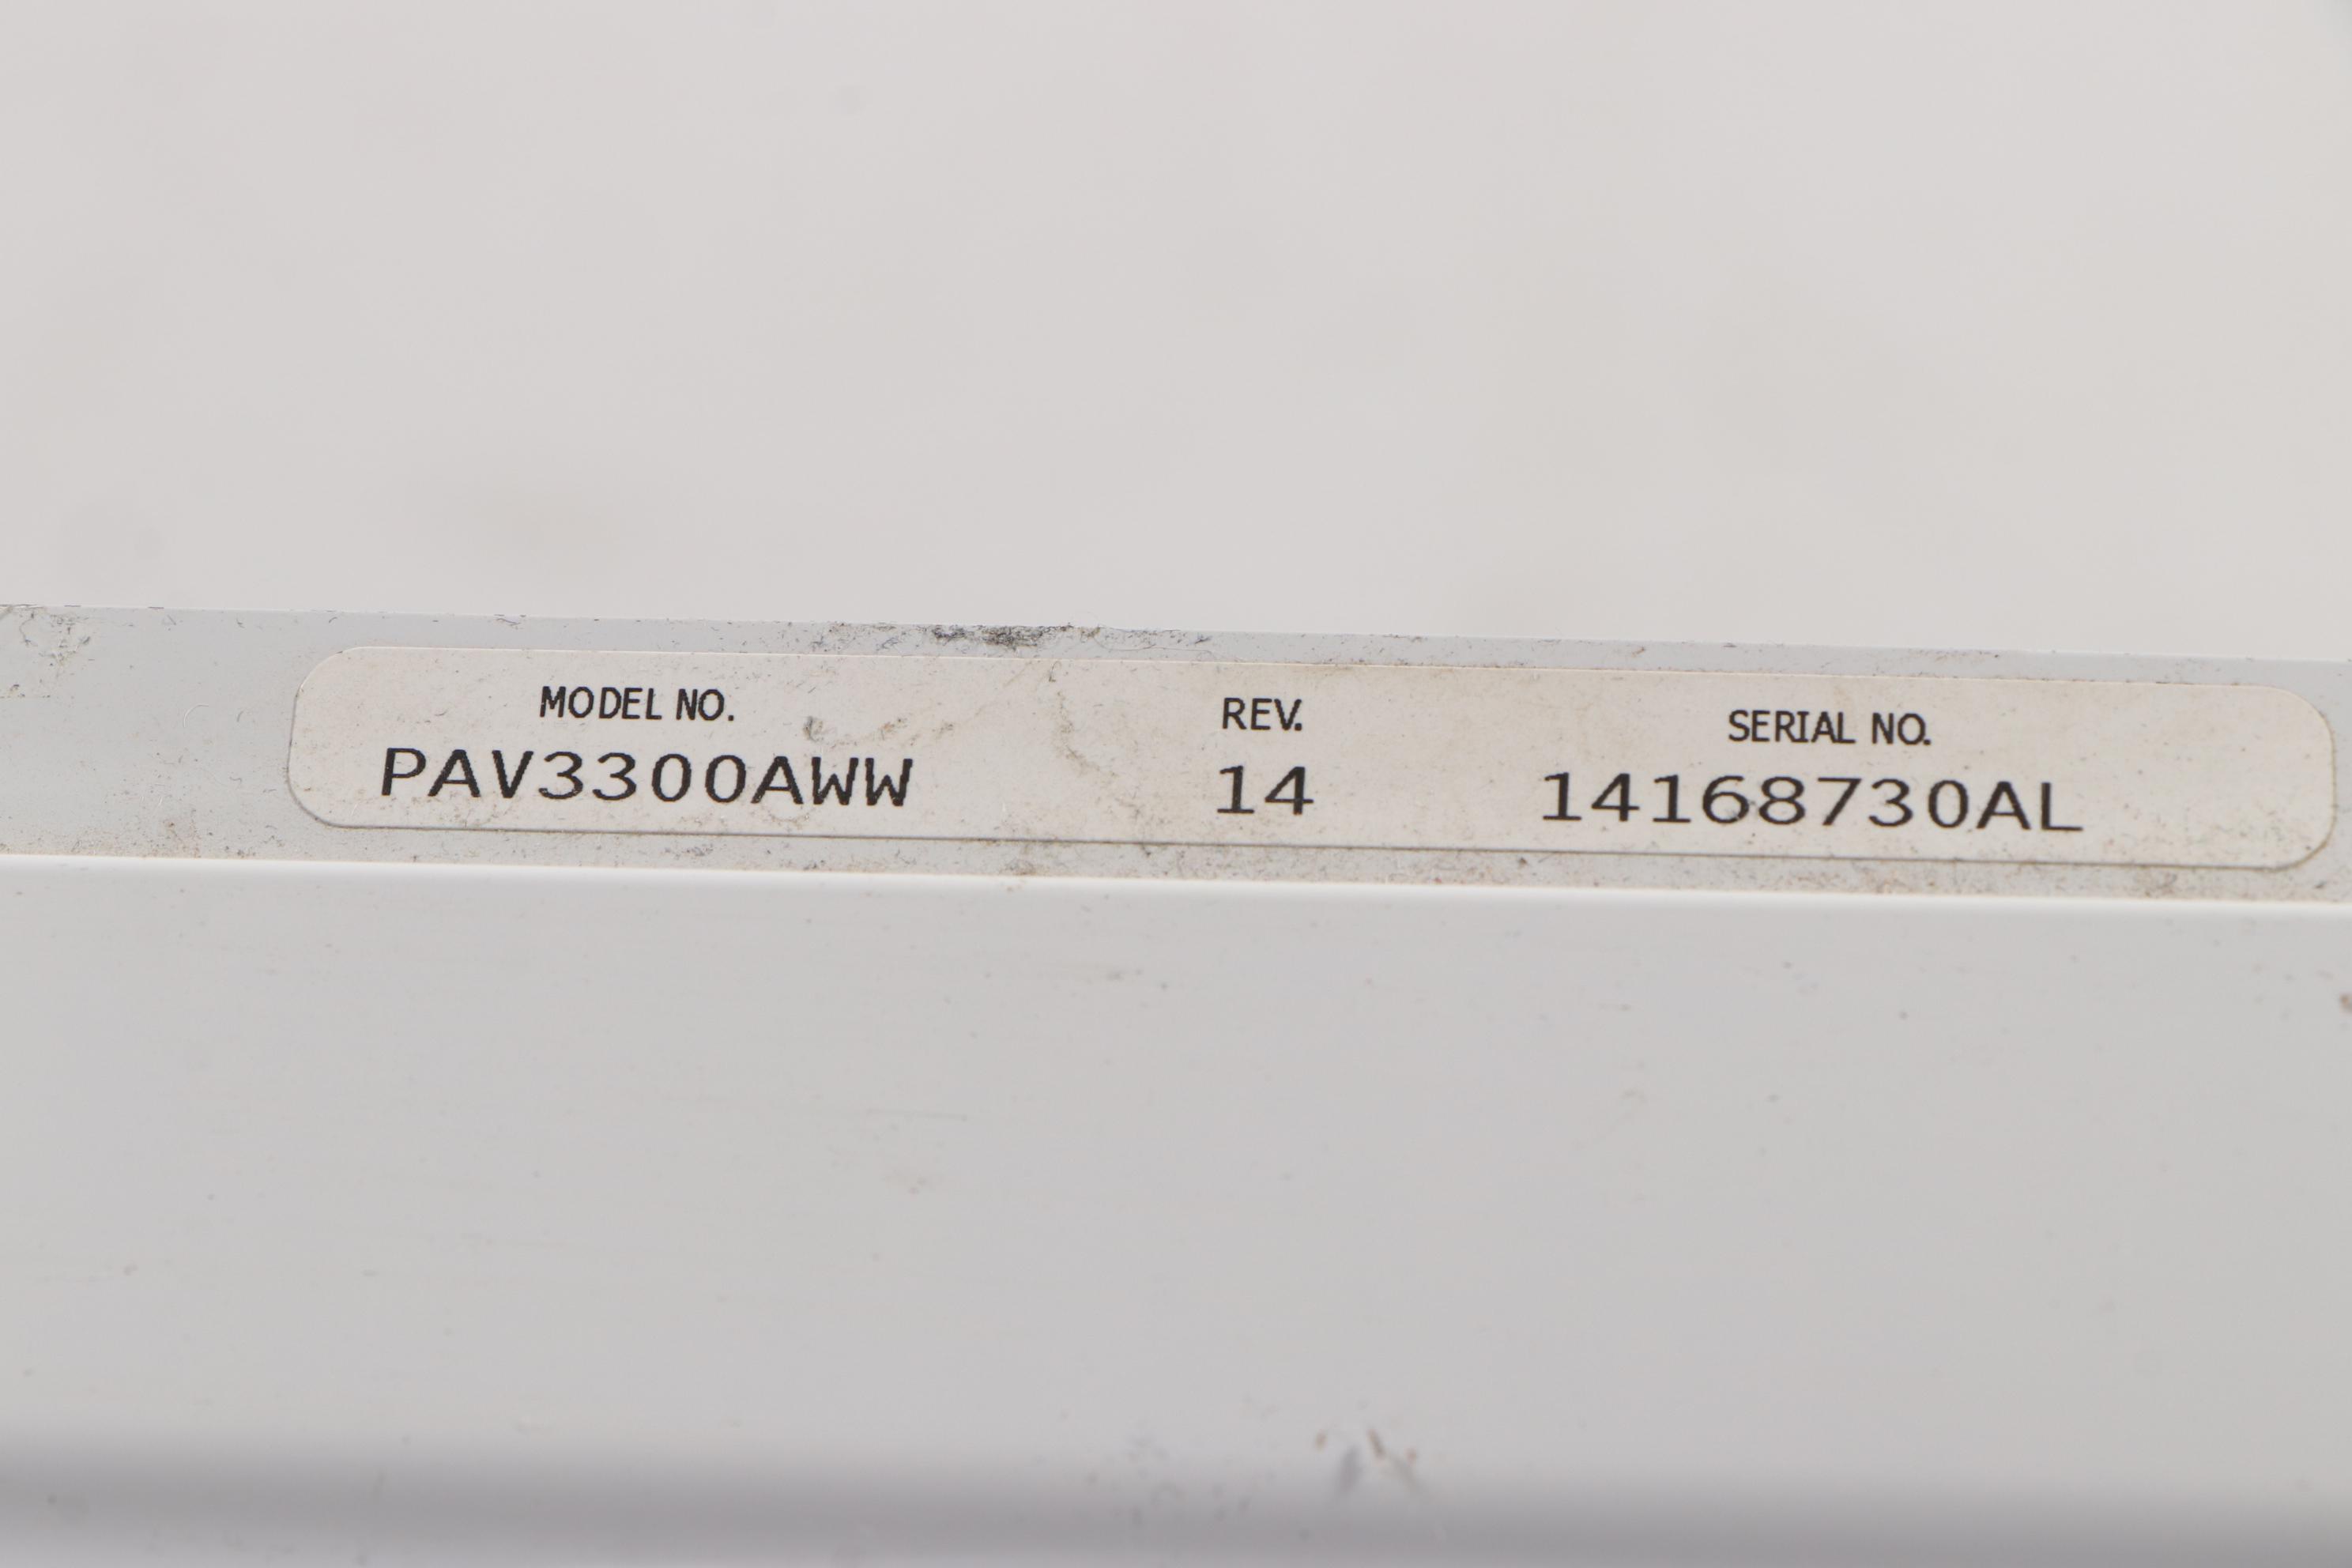 MODEL NO. REV. SERIAL NO.
PAV3300AWW 14 14168730AL